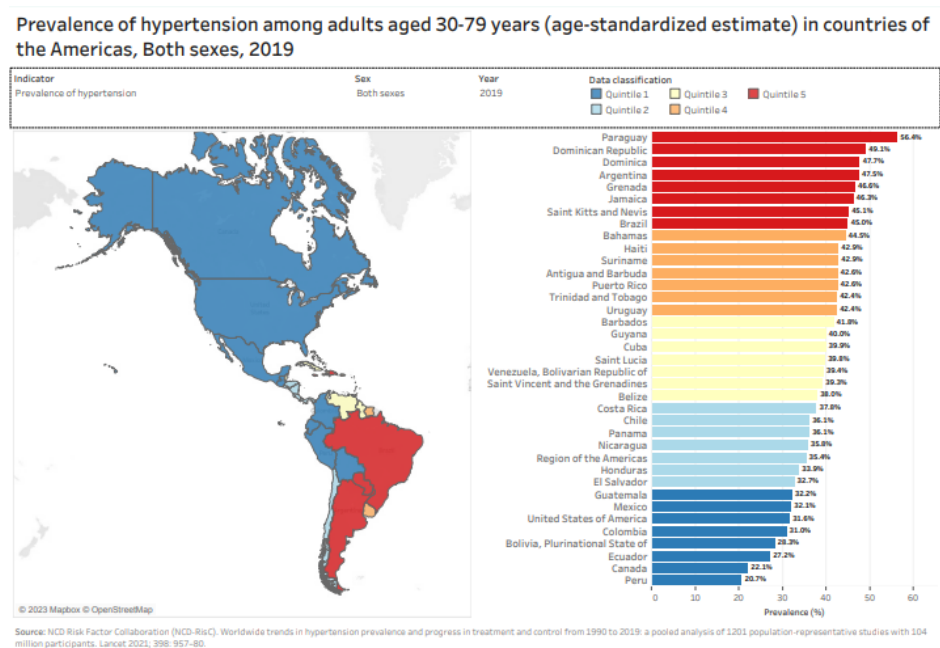 Prevalence of hypertension among adults aged 30-79 years (age-standardized estimate) in countries of
the Americas, Both sexes, 2019
Indicator
Prevalence of hypertension
Sex
Both sexes
Year
2019
Data classification
Quintile 1
Quintile 3
Quintile 5
Quintile 2
Quintile 4
Paraguay 56.4%
Dominican Republic 49.1%
Dominica 47.7%
Argentina 47.5%
Grenada 46.6%
Jamaica 46.3%
Saint Kitts and Nevis 45.1%
Brazil 45.0%
Bahamas 44.5%
Haiti 42.9%
Suriname 42.9%
Antigua and Barbuda 42.6%
Puerto Rico 42.6%
Trinidad and Tobago 42.4%
Uruguay 42.4%
Barbados 41.8%
Guyana 40.0%
Cuba 39.9%
Saint Lucia 39.8%
Venezuela, Bolivarian Republic of 39.4%
Saint Vincent and the Grenadines 39.3%
Belize 38.0%
Costa Rica 37.8%
Chile 36.1%
Panama 36.1%
Nicaragua 35.8%
Region of the Americas 35.4%
Honduras 33.9%
El Salvador 32.7%
Guatemala 32.2%
Mexico 32.1%
United States of America 31.6%
Colombia 31.0%
Bolivia, Plurinational State of 28.3%
Ecuador 27.2%
Canada 22.1%
Peru 20.7%
0 10 20 30 40 50 60
Prevalence (%)
© 2023 Mapbox © OpenStreetMap
Source: NCD Risk Factor Collaboration (NCD-RisC). Worldwide trends in hypertension prevalence and progress in treatment and control from 1990 to 2019: a pooled analysis of 1201 population-representative studies with 104
million participants. Lancet 2021; 398: 957–80.